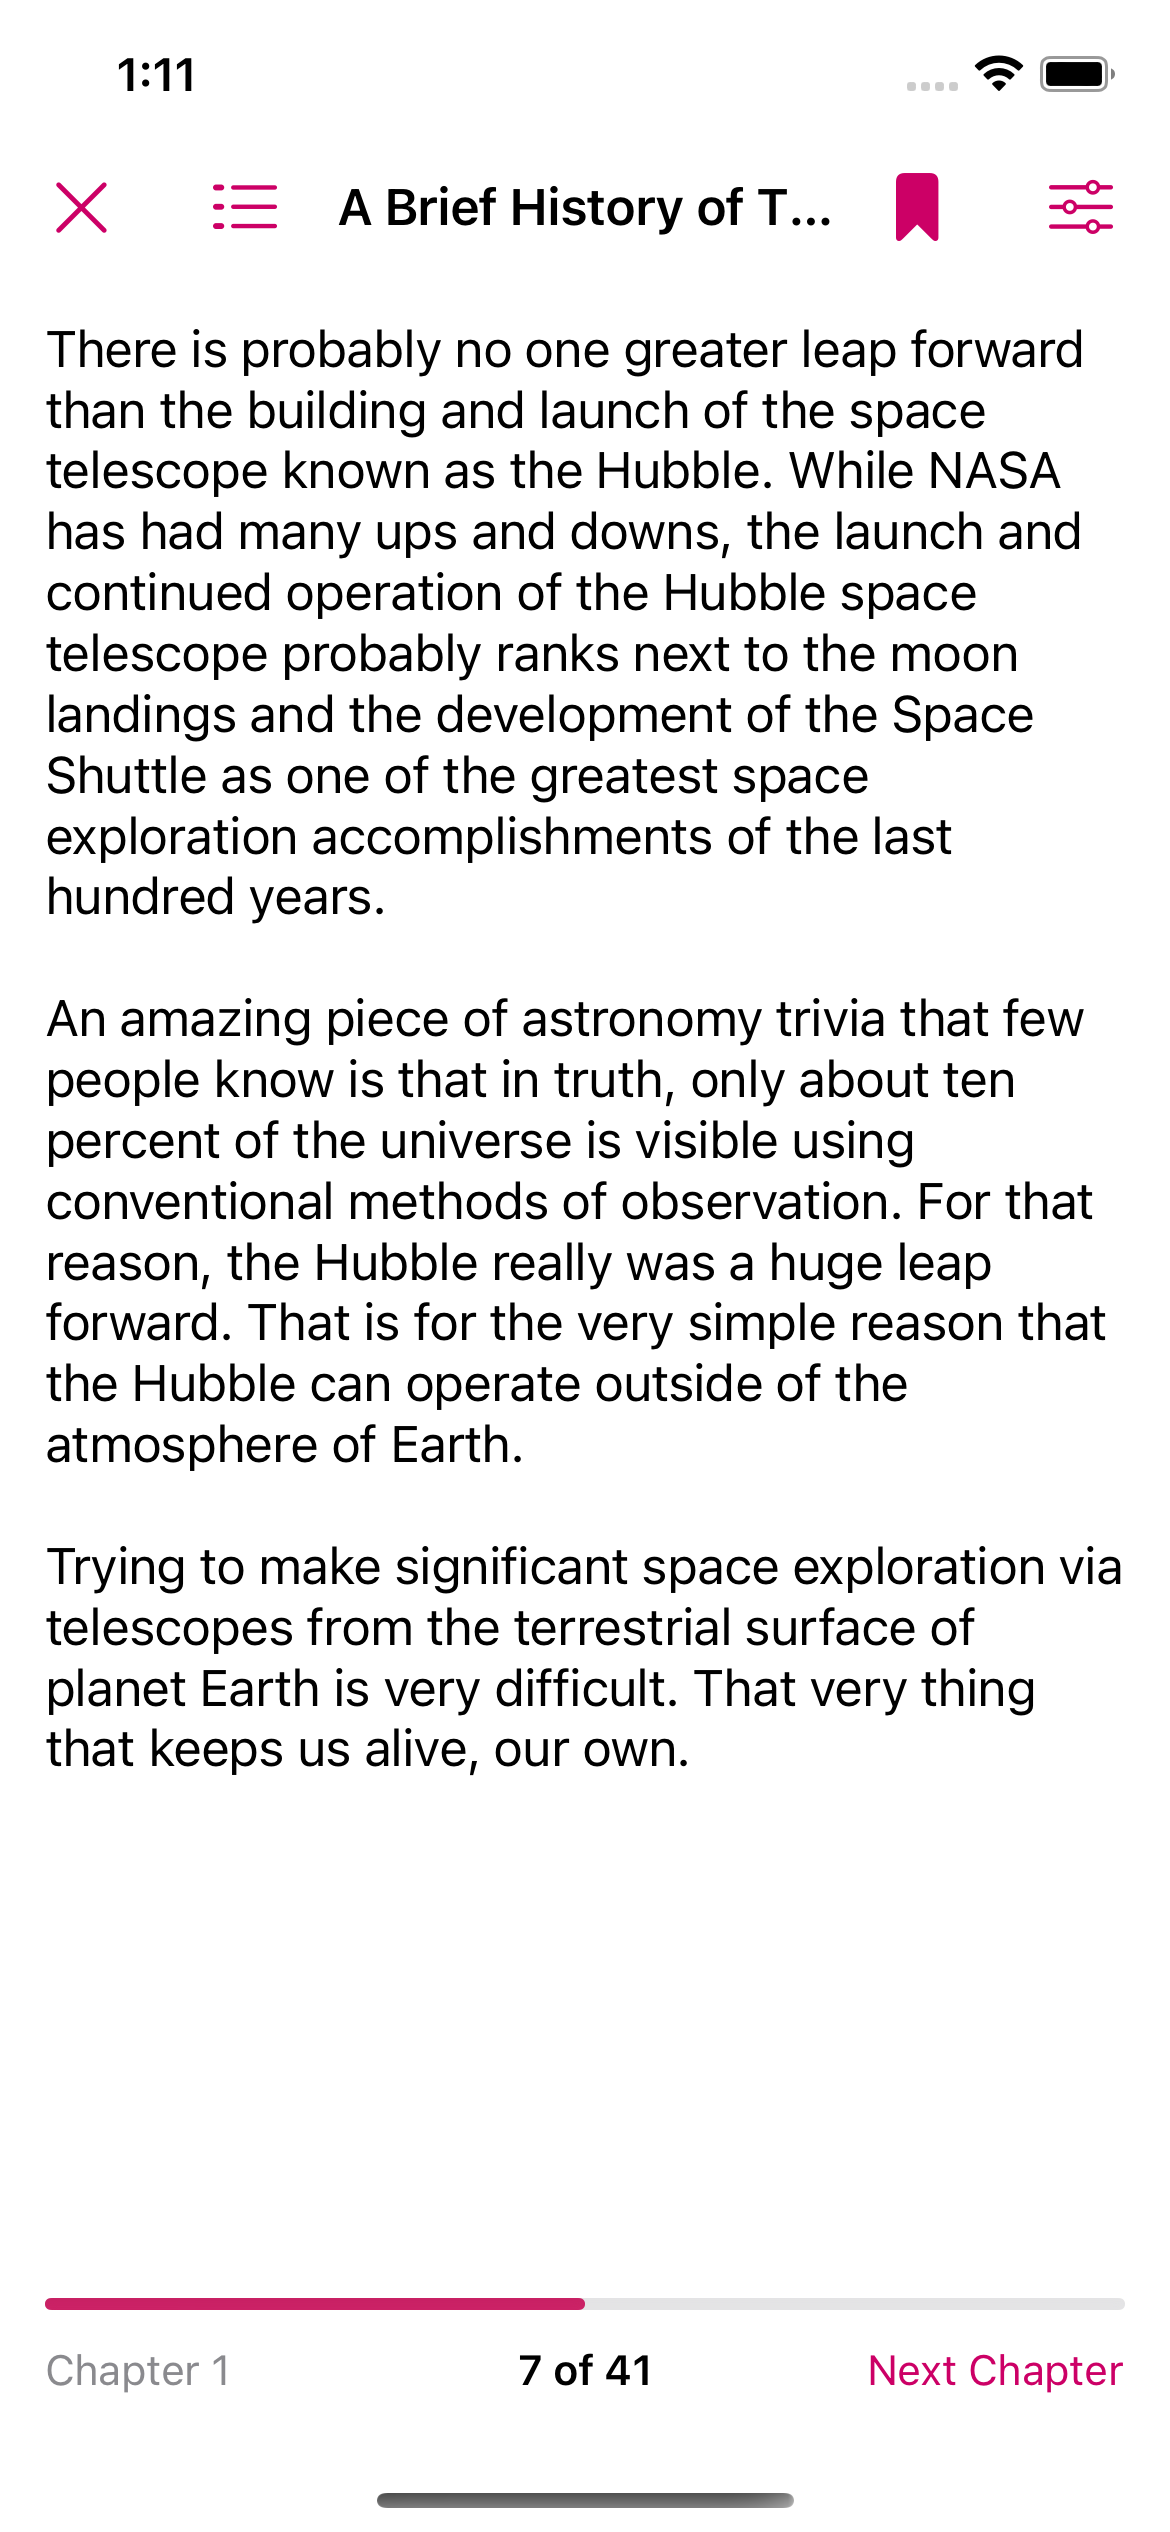 1:11
A Brief History of T...
There is probably no one greater leap forward
than the building and launch of the space
telescope known as the Hubble. While NASA
has had many ups and downs, the launch and
continued operation of the Hubble space
telescope probably ranks next to the moon
landings and the development of the Space
Shuttle as one of the greatest space
exploration accomplishments of the last
hundred years.
An amazing piece of astronomy trivia that few
people know is that in truth, only about ten
percent of the universe is visible using
conventional methods of observation. For that
reason, the Hubble really was a huge leap
forward. That is for the very simple reason that
the Hubble can operate outside of the
atmosphere of Earth.
Trying to make significant space exploration via
telescopes from the terrestrial surface of
planet Earth is very difficult. That very thing
that keeps us alive, our own.
Chapter 1
7 of 41
Next Chapter